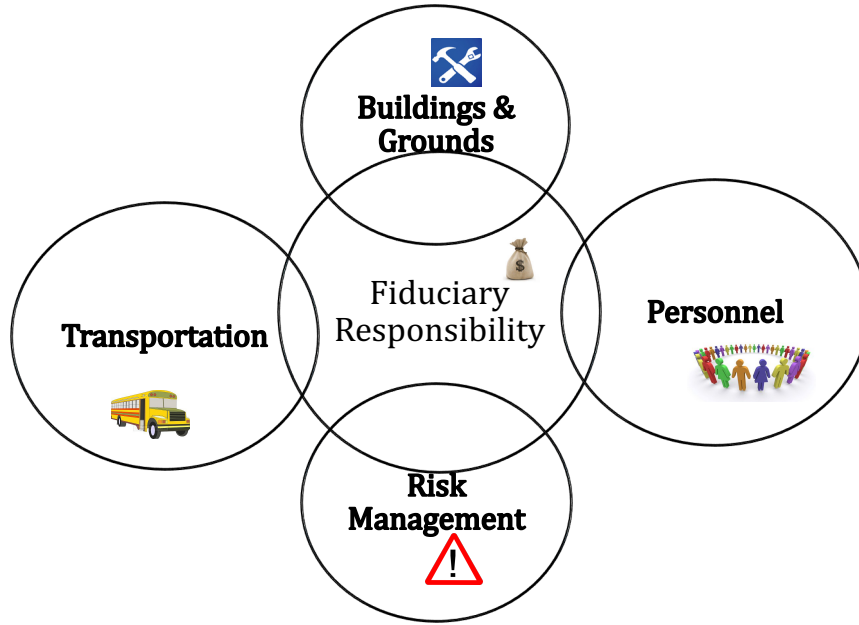 Buildings &
Grounds
Fiduciary
Responsibility
Transportation
Personnel
Risk
Management